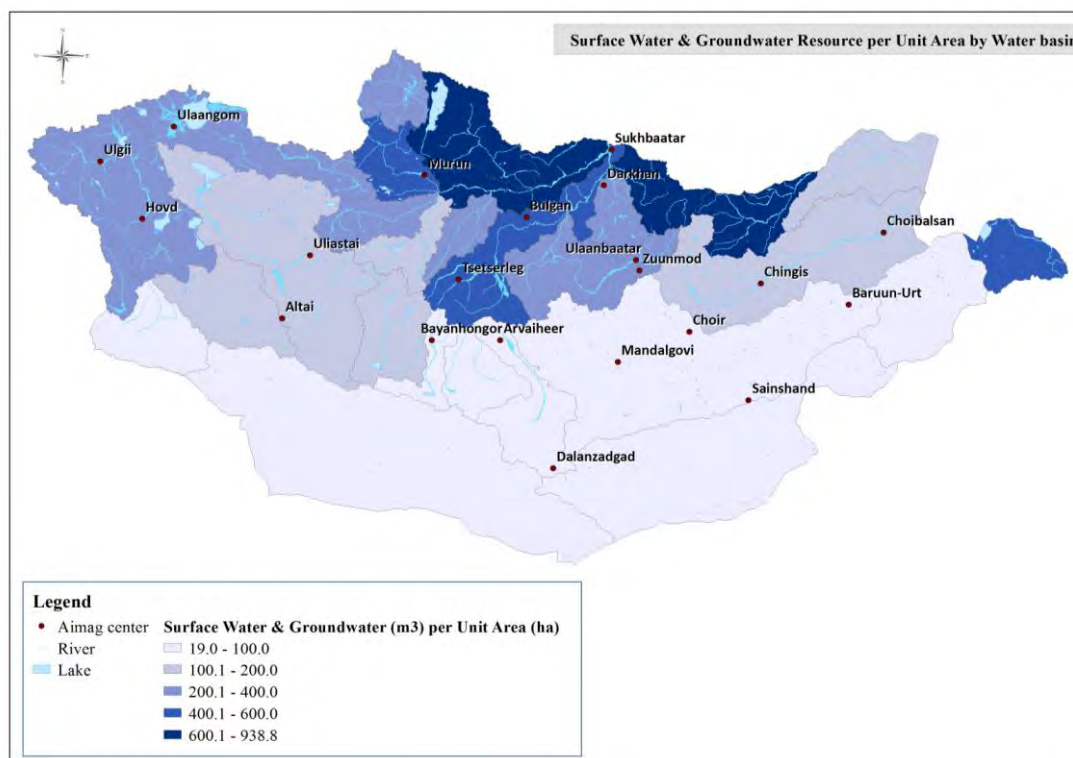 Surface Water & Groundwater Resource per Unit Area by Water basin
N
W E
S
Ulaangom
Ulgii
Sukhbaatar
Murun
Darkhan
Hovd
Bulgan
Choibalsan
Uliastai
Ulaanbaatar
Zuunmod
Tsetserleg
Chingis
Baruun-Urt
Altai
Choir
Bayanhongor Arvaiheer
Mandalgovi
Sainshand
Dalanzadgad
Legend
Aimag center
River
Lake
Surface Water & Groundwater (m3) per Unit Area (ha)
19.0 - 100.0
100.1 - 200.0
200.1 - 400.0
400.1 - 600.0
600.1 - 938.8